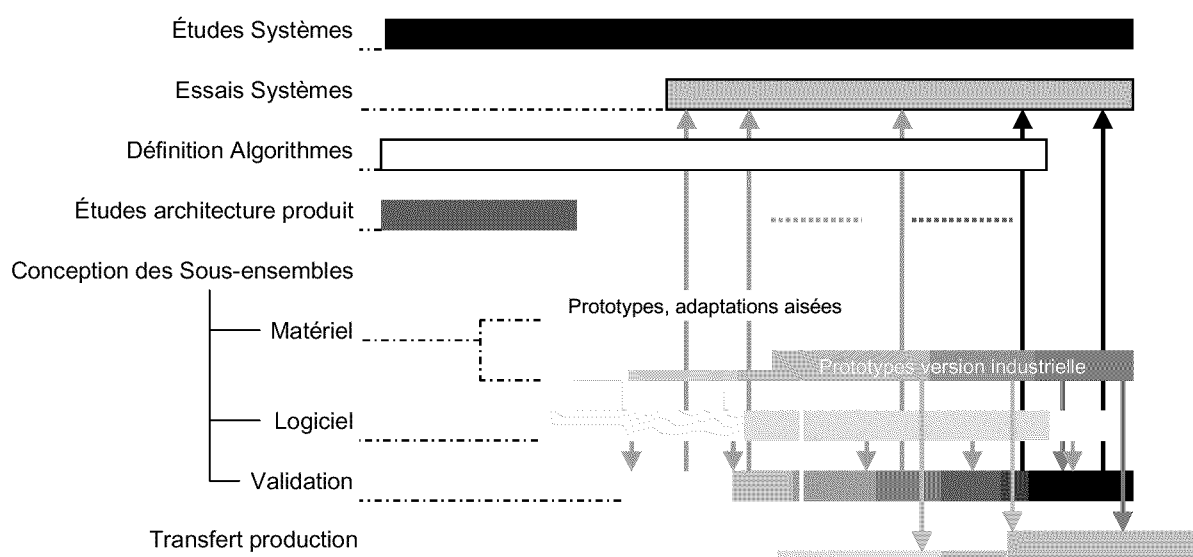 Études Systèmes
Essais Systèmes
Définition Algorithmes
Études architecture produit
Conception des Sous-ensembles
Prototypes, adaptations aisées
Matériel
Prototypes version industrielle
Logiciel
Validation
Transfert production